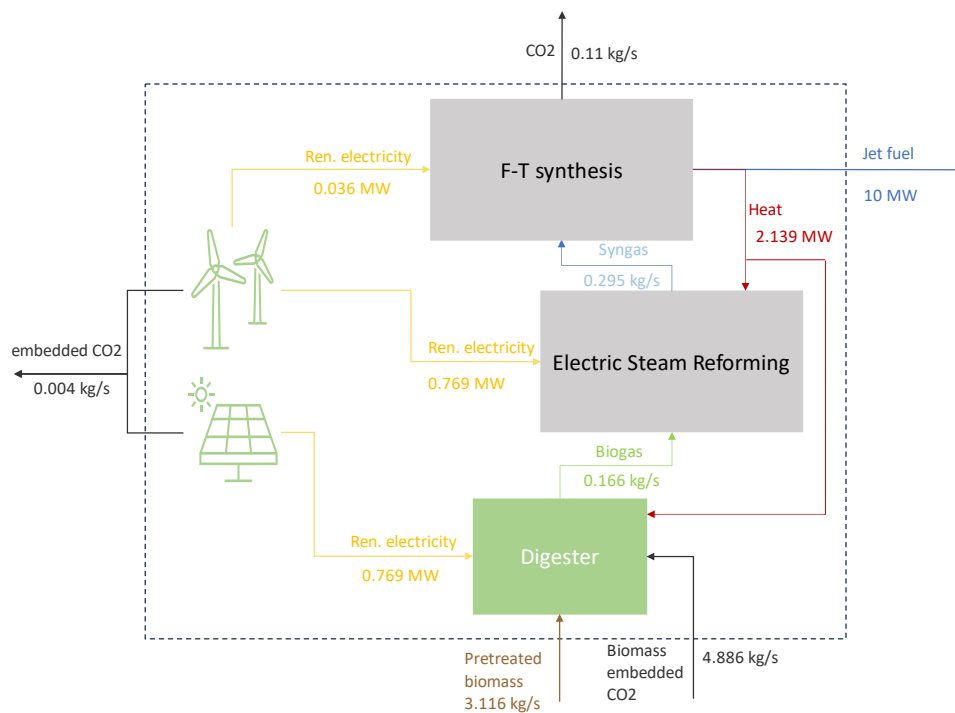 CO2
0.11 kg/s
Ren. electricity
0.036 MW
F-T synthesis
Jet fuel
10 MW
Heat
2.139 MW
Syngas
0.295 kg/s
embedded CO2
0.004 kg/s
Ren. electricity
0.769 MW
Electric Steam Reforming
Biogas
0.166 kg/s
Ren. electricity
0.769 MW
Digester
Pretreated
biomass
3.116 kg/s
Biomass
embedded
CO2
4.886 kg/s